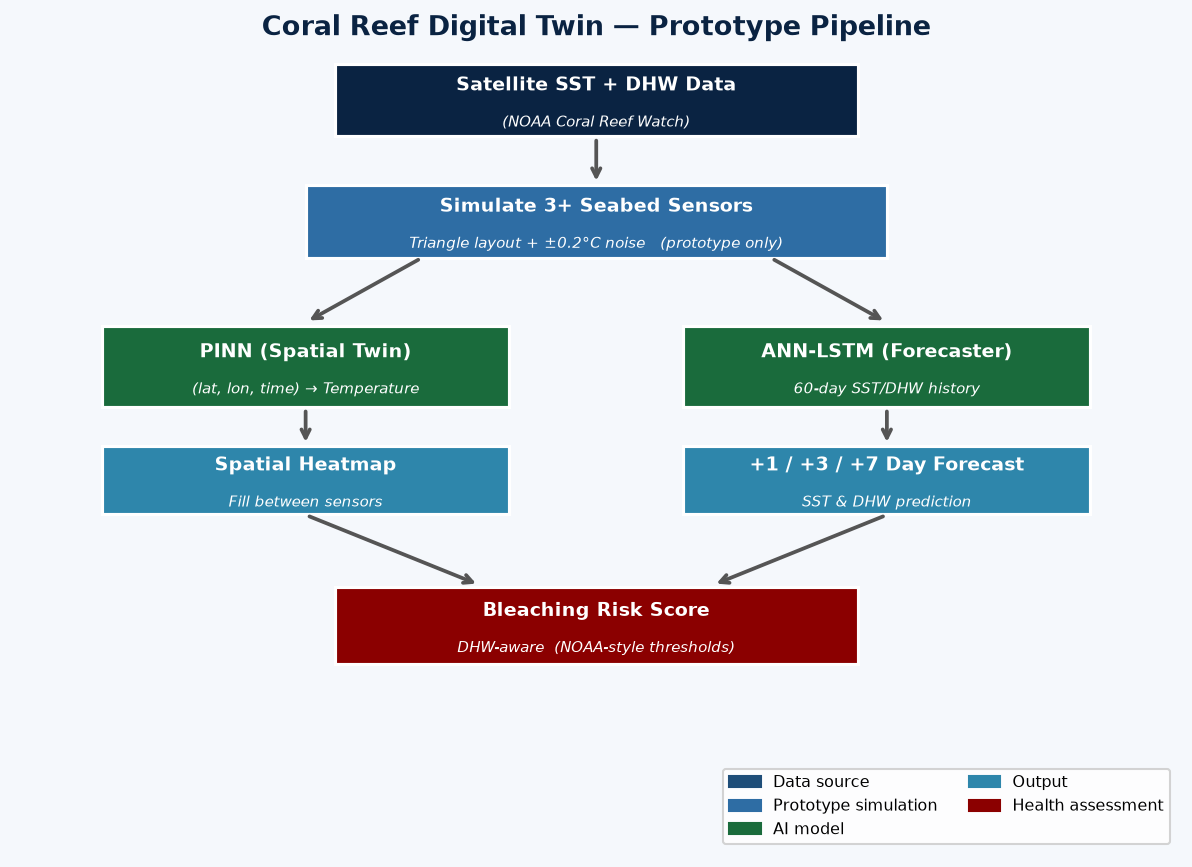 Coral Reef Digital Twin — Prototype Pipeline
Satellite SST + DHW Data
(NOAA Coral Reef Watch)
Simulate 3+ Seabed Sensors
Triangle layout + ±0.2°C noise (prototype only)
PINN (Spatial Twin)
(lat, lon, time) → Temperature
ANN-LSTM (Forecaster)
60-day SST/DHW history
Spatial Heatmap
Fill between sensors
+1 / +3 / +7 Day Forecast
SST & DHW prediction
Bleaching Risk Score
DHW-aware (NOAA-style thresholds)
Data source
Prototype simulation
AI model
Output
Health assessment